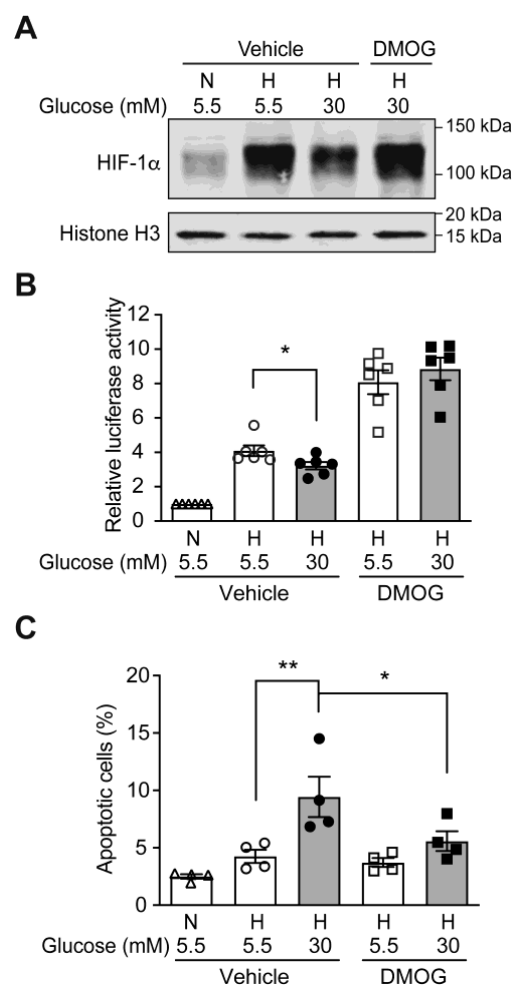 A
Vehicle DMOG
N H H H
Glucose (mM) 5.5 5.5 30 30
HIF-1α
150 kDa
100 kDa
Histone H3
20 kDa
15 kDa
B
Relative luciferase activity
12
10
8
6
4
2
0
*
N H H H H
Glucose (mM) 5.5 5.5 30 5.5 30
Vehicle DMOG
C
Apoptotic cells (%)
20
15
10
5
0
** *
N H H H H
Glucose (mM) 5.5 5.5 30 5.5 30
Vehicle DMOG